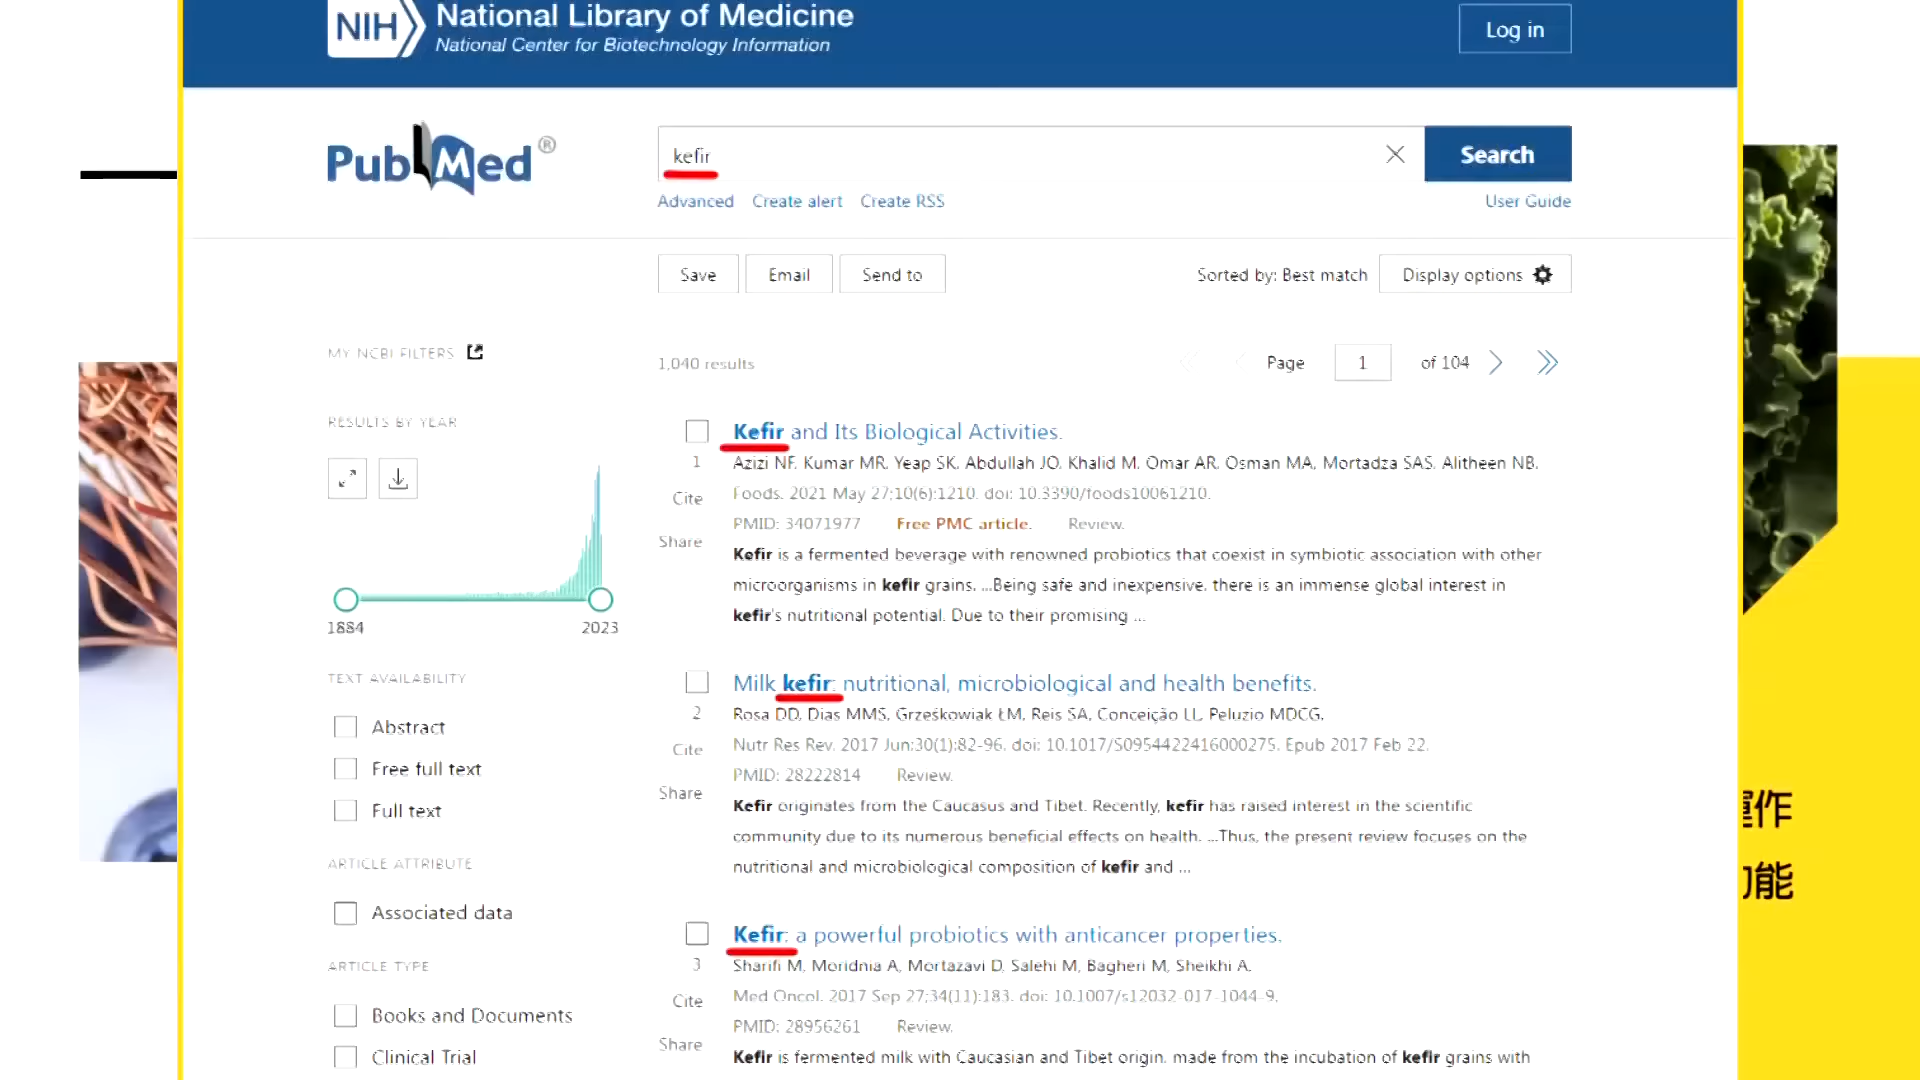 NIH National Library of Medicine
National Center for Biotechnology Information
Log in
PubMed®
kefir
Search
Advanced Create alert Create RSS
User Guide
Save Email Send to
Sorted by: Best match Display options
MY NCBI FILTERS
1,040 results
Page 1 of 104
RESULTS BY YEAR
1884 2023
TEXT AVAILABILITY
Abstract
Free full text
Full text
ARTICLE ATTRIBUTE
Associated data
ARTICLE TYPE
Books and Documents
Clinical Trial
Kefir and Its Biological Activities.
1
Azizi NF, Kumar MR, Yeap SK, Abdullah JO, Khalid M, Omar AR, Osman MA, Mortadza SAS, Alitheen NB.
Cite
Foods. 2021 May 27;10(6):1210. doi: 10.3390/foods10061210.
PMID: 34071977 Free PMC article. Review.
Share
Kefir is a fermented beverage with renowned probiotics that coexist in symbiotic association with other
microorganisms in kefir grains. ...Being safe and inexpensive, there is an immense global interest in
kefir's nutritional potential. Due to their promising ...
Milk kefir: nutritional, microbiological and health benefits.
2
Rosa DD, Dias MMS, Grześkowiak ŁM, Reis SA, Conceição LL, Peluzio MDCG.
Cite
Nutr Res Rev. 2017 Jun;30(1):82-96. doi: 10.1017/S0954422416000275. Epub 2017 Feb 22.
PMID: 28222814 Review.
Share
Kefir originates from the Caucasus and Tibet. Recently, kefir has raised interest in the scientific
community due to its numerous beneficial effects on health. ...Thus, the present review focuses on the
nutritional and microbiological composition of kefir and ...
Kefir: a powerful probiotics with anticancer properties.
3
Sharifi M, Moridnia A, Mortazavi D, Salehi M, Bagheri M, Sheikhi A.
Cite
Med Oncol. 2017 Sep 27;34(11):183. doi: 10.1007/s12032-017-1044-9.
PMID: 28956261 Review.
Share
Kefir is fermented milk with Caucasian and Tibet origin, made from the incubation of kefir grains with
運作
功能